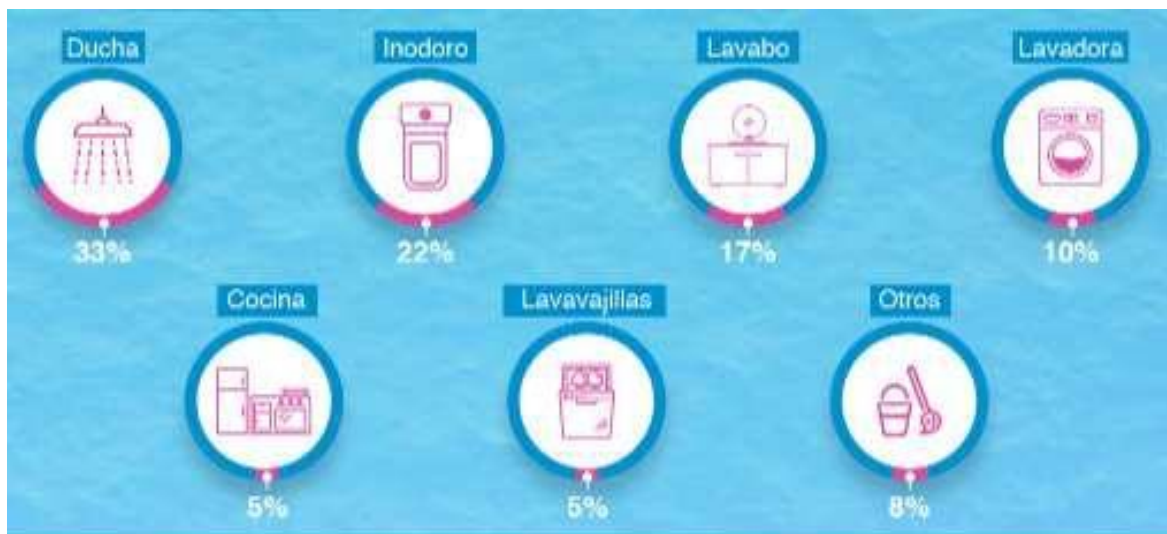 Ducha
Inodoro
Lavabo
Lavadora
33%
22%
17%
10%
Cocina
Lavavajillas
Otros
5%
5%
8%